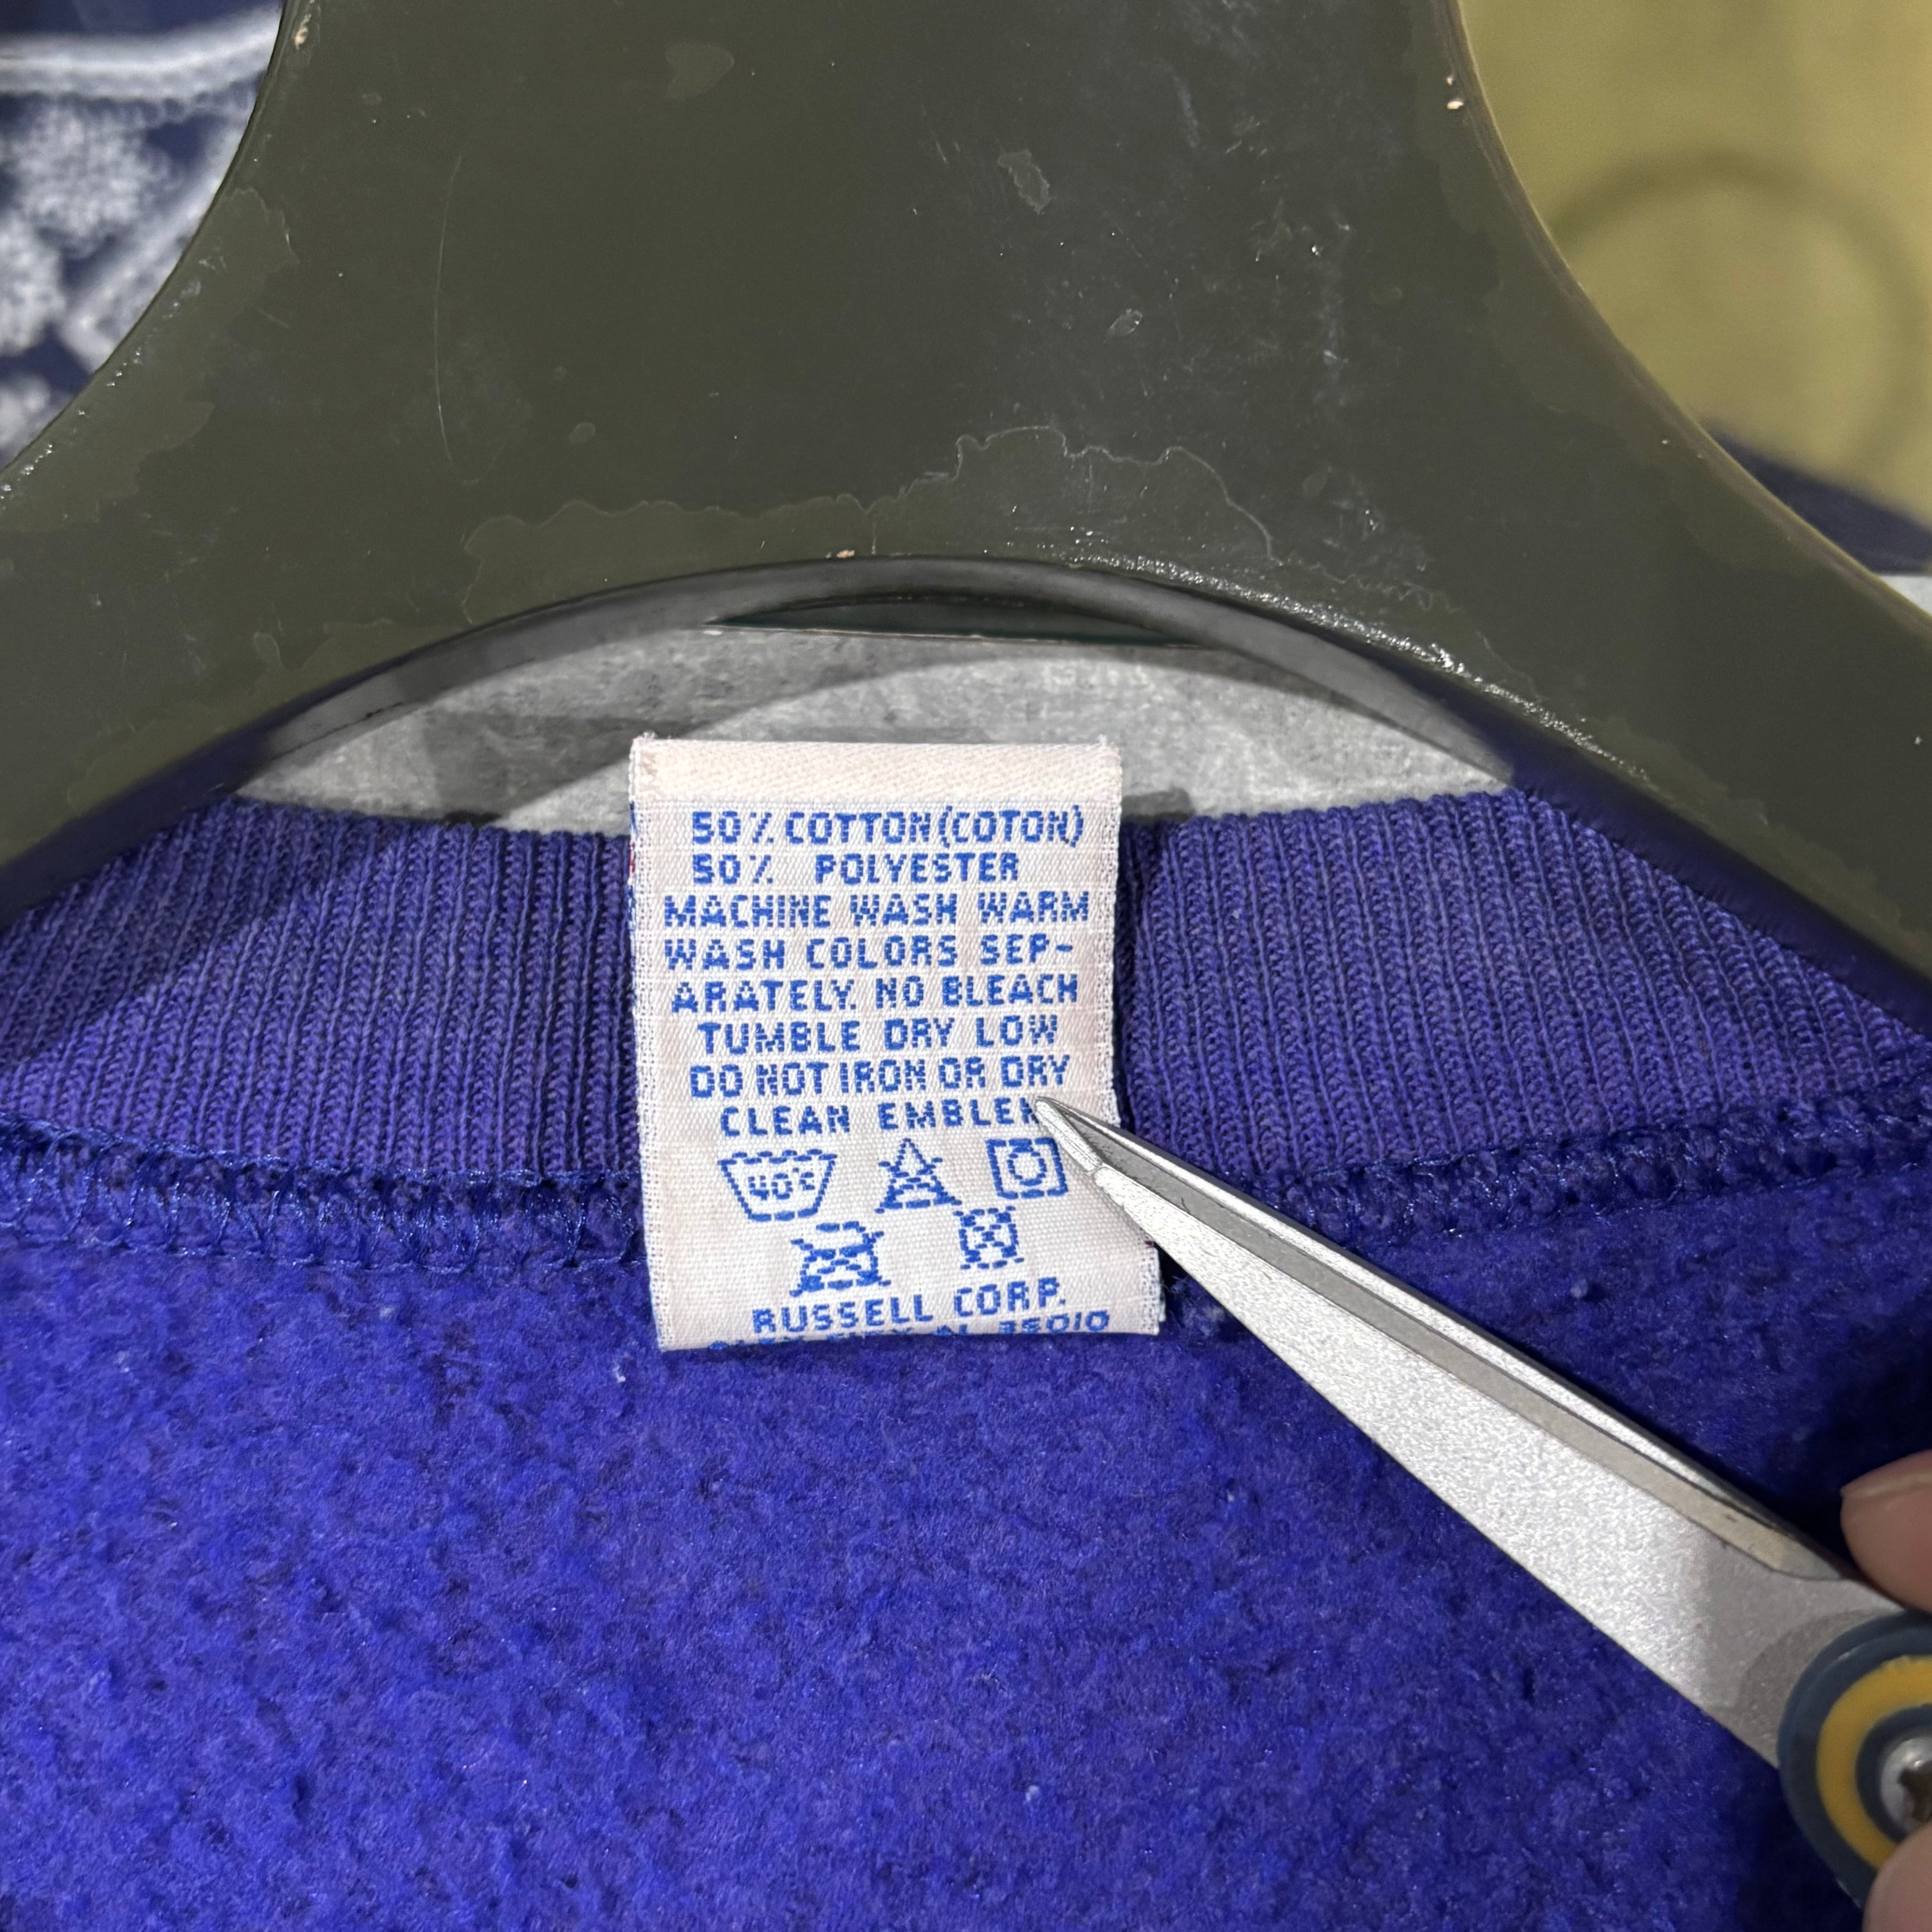 50% COTTON (COTON)
50% POLYESTER
MACHINE WASH WARM
WASH COLORS SEP-
ARATELY. NO BLEACH
TUMBLE DRY LOW
DO NOT IRON OR DRY
CLEAN EMBLEM
40°C
RUSSELL CORP.
35010